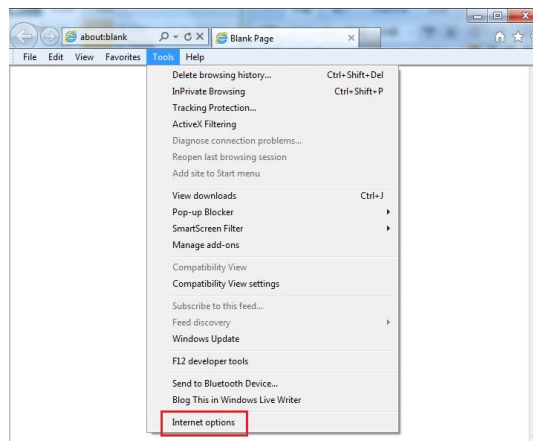 about:blank
Blank Page
File Edit View Favorites Tools Help
Delete browsing history... Ctrl+Shift+Del
InPrivate Browsing Ctrl+Shift+P
Tracking Protection...
ActiveX Filtering
Diagnose connection problems...
Reopen last browsing session
Add site to Start menu
View downloads Ctrl+J
Pop-up Blocker
SmartScreen Filter
Manage add-ons
Compatibility View
Compatibility View settings
Subscribe to this feed...
Feed discovery
Windows Update
F12 developer tools
Send to Bluetooth Device...
Blog This in Windows Live Writer
Internet options